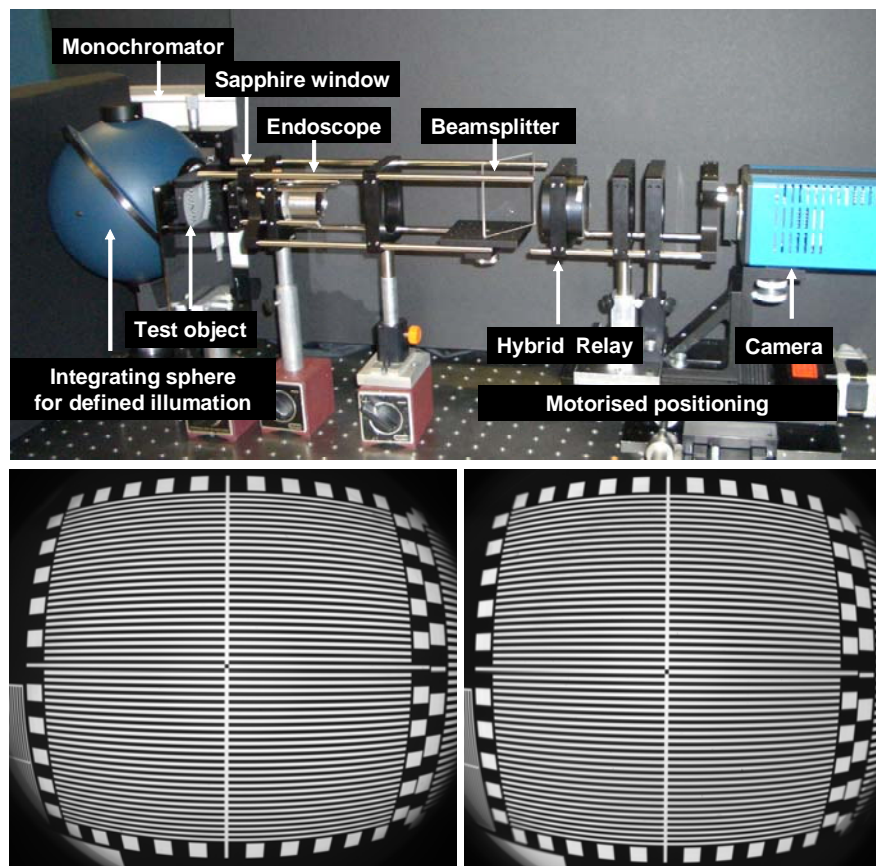 Monochromator
Sapphire window
Endoscope
Beamsplitter
Test object
Hybrid Relay
Camera
Integrating sphere
for defined illumation
Motorised positioning